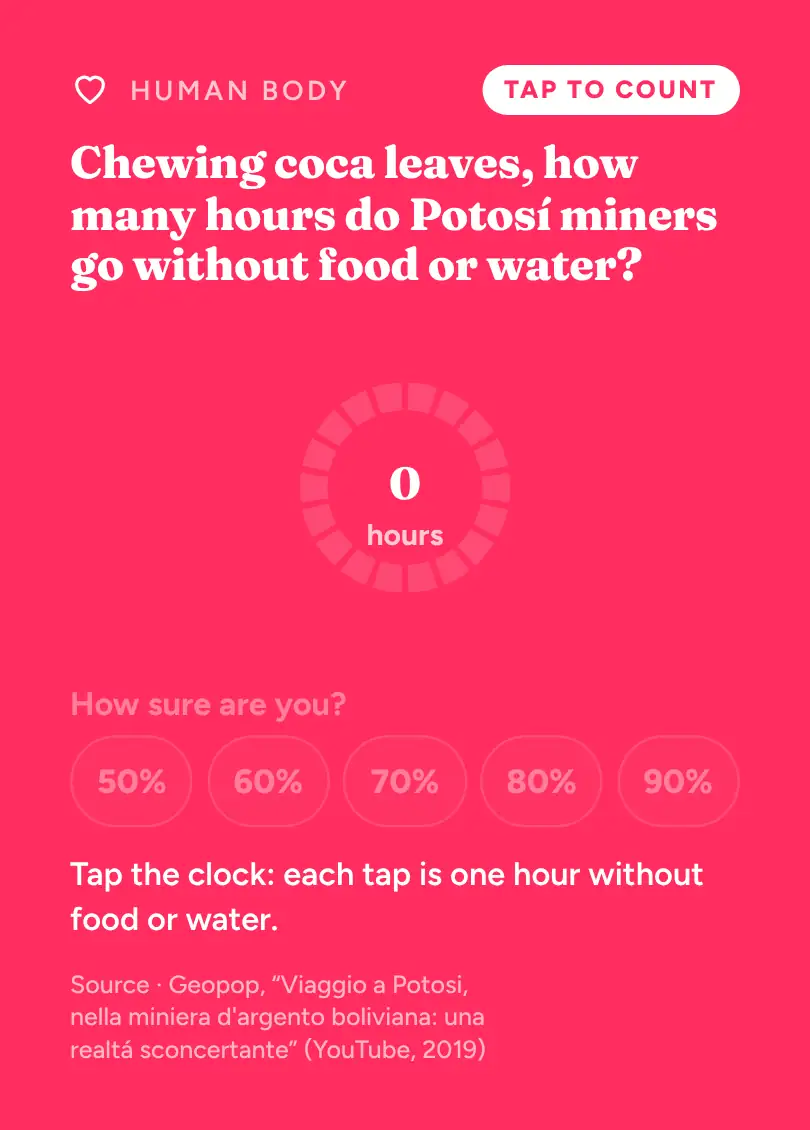 HUMAN BODY
TAP TO COUNT
Chewing coca leaves, how
many hours do Potosí miners
go without food or water?
0
hours
How sure are you?
50% 60% 70% 80% 90%
Tap the clock: each tap is one hour without
food or water.
Source · Geopop, “Viaggio a Potosi,
nella miniera d'argento boliviana: una
realtá sconcertante” (YouTube, 2019)